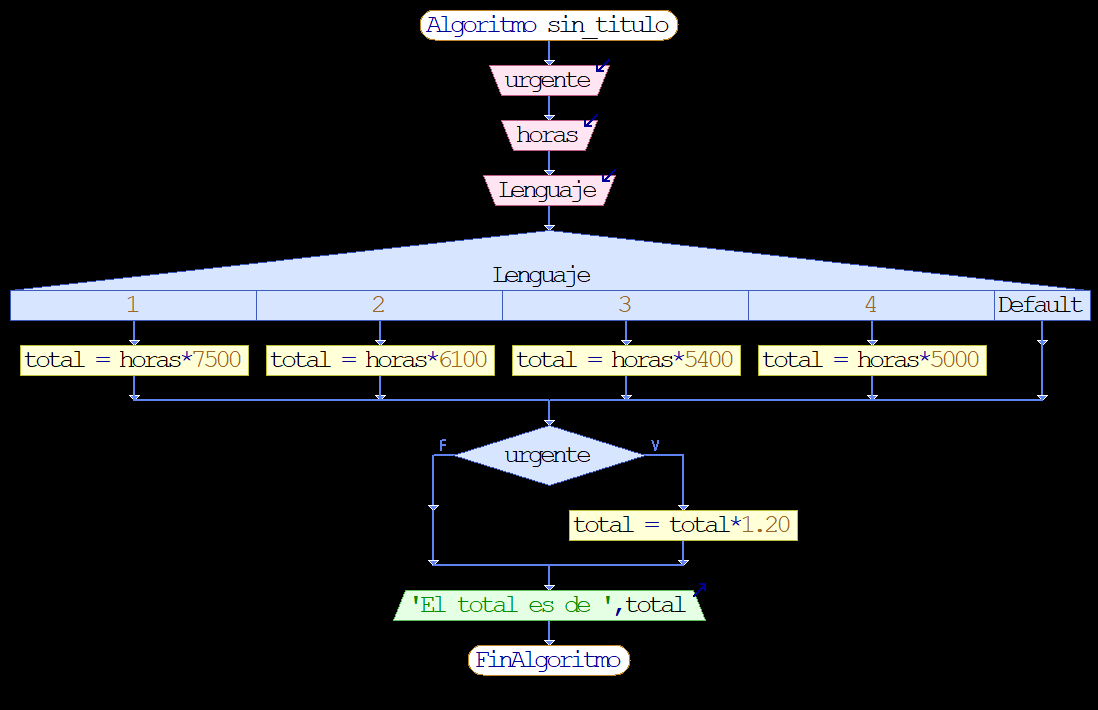 Algoritmo sin_titulo
urgente
horas
Lenguaje
Lenguaje
1 2 3 4 Default
total = horas*7500 total = horas*6100 total = horas*5400 total = horas*5000
F urgente V
total = total*1.20
'El total es de ',total
FinAlgoritmo